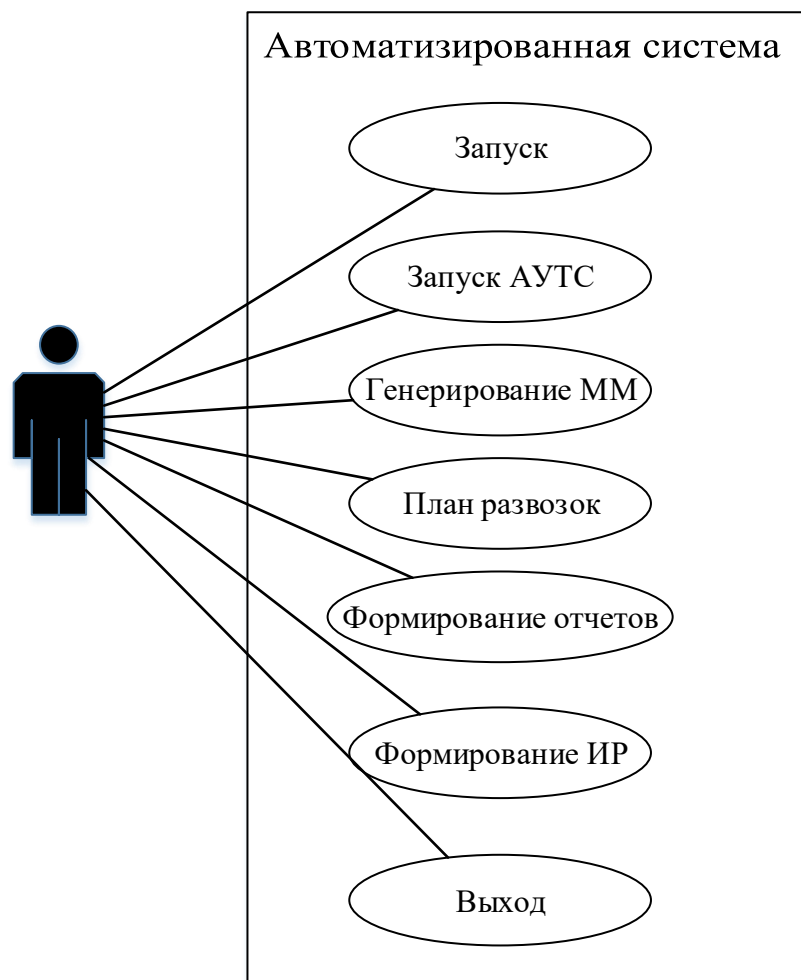 Автоматизированная система
Запуск
Запуск АУТС
Генерирование ММ
План развозок
Формирование отчетов
Формирование ИР
Выход